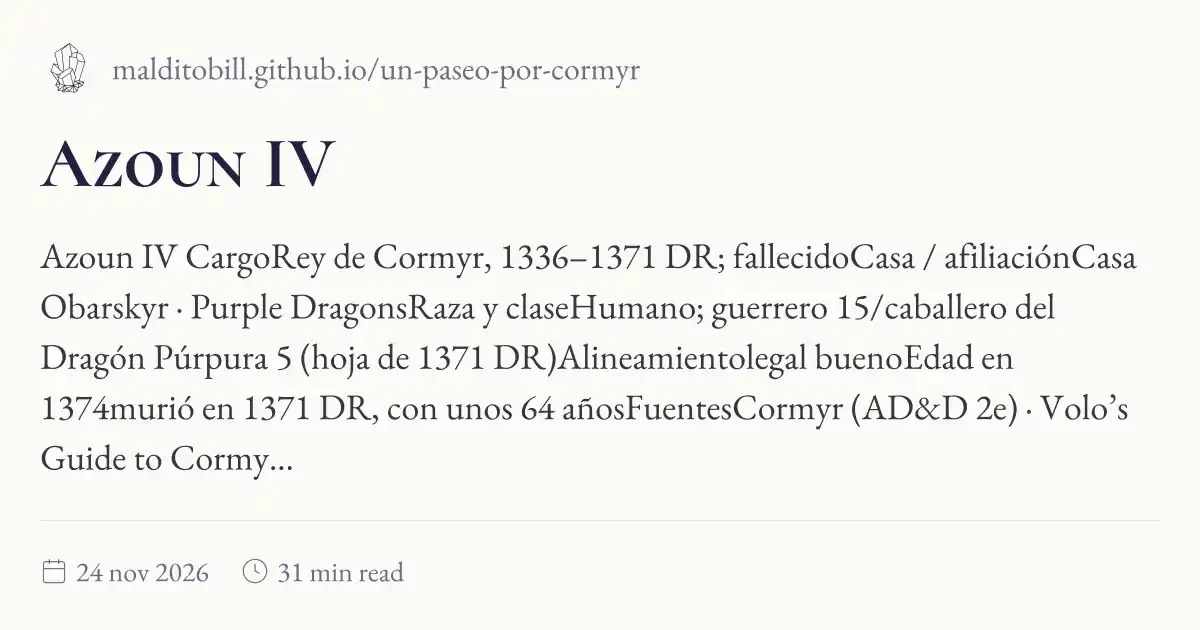 malditobill.github.io/un-paseo-por-cormyr
Azoun IV
Azoun IV CargoRey de Cormyr, 1336–1371 DR; fallecidoCasa / afiliaciónCasa
Obarskyr · Purple DragonsRaza y claseHumano; guerrero 15/caballero del
Dragón Púrpura 5 (hoja de 1371 DR)Alineamientolegal buenoEdad en
1374murió en 1371 DR, con unos 64 añosFuentesCormyr (AD&D 2e) · Volo’s
Guide to Cormy...
24 nov 2026 31 min read